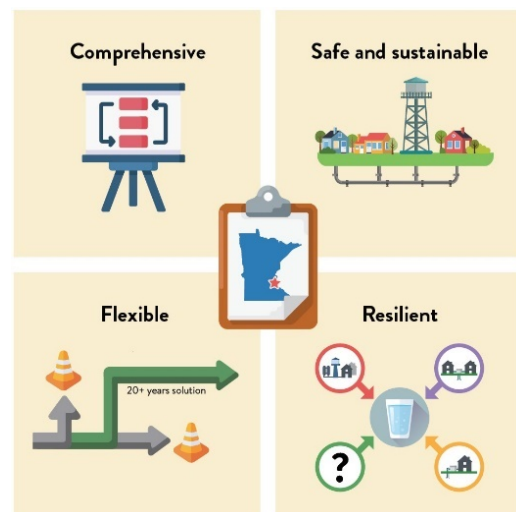 Comprehensive
Safe and sustainable
Flexible
20+ years solution
Resilient
?